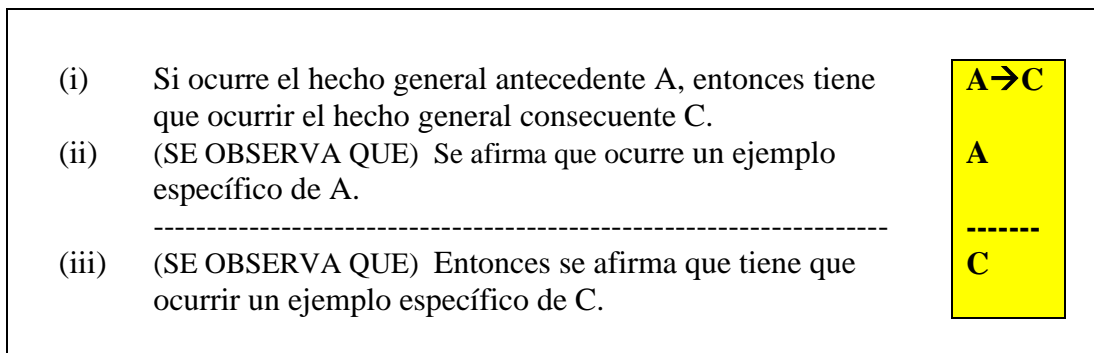 (i) Si ocurre el hecho general antecedente A, entonces tiene A➔C
que ocurrir el hecho general consecuente C.
(ii) (SE OBSERVA QUE) Se afirma que ocurre un ejemplo A
específico de A.
---------------------------------------------------------------------- -------
(iii) (SE OBSERVA QUE) Entonces se afirma que tiene que C
ocurrir un ejemplo específico de C.